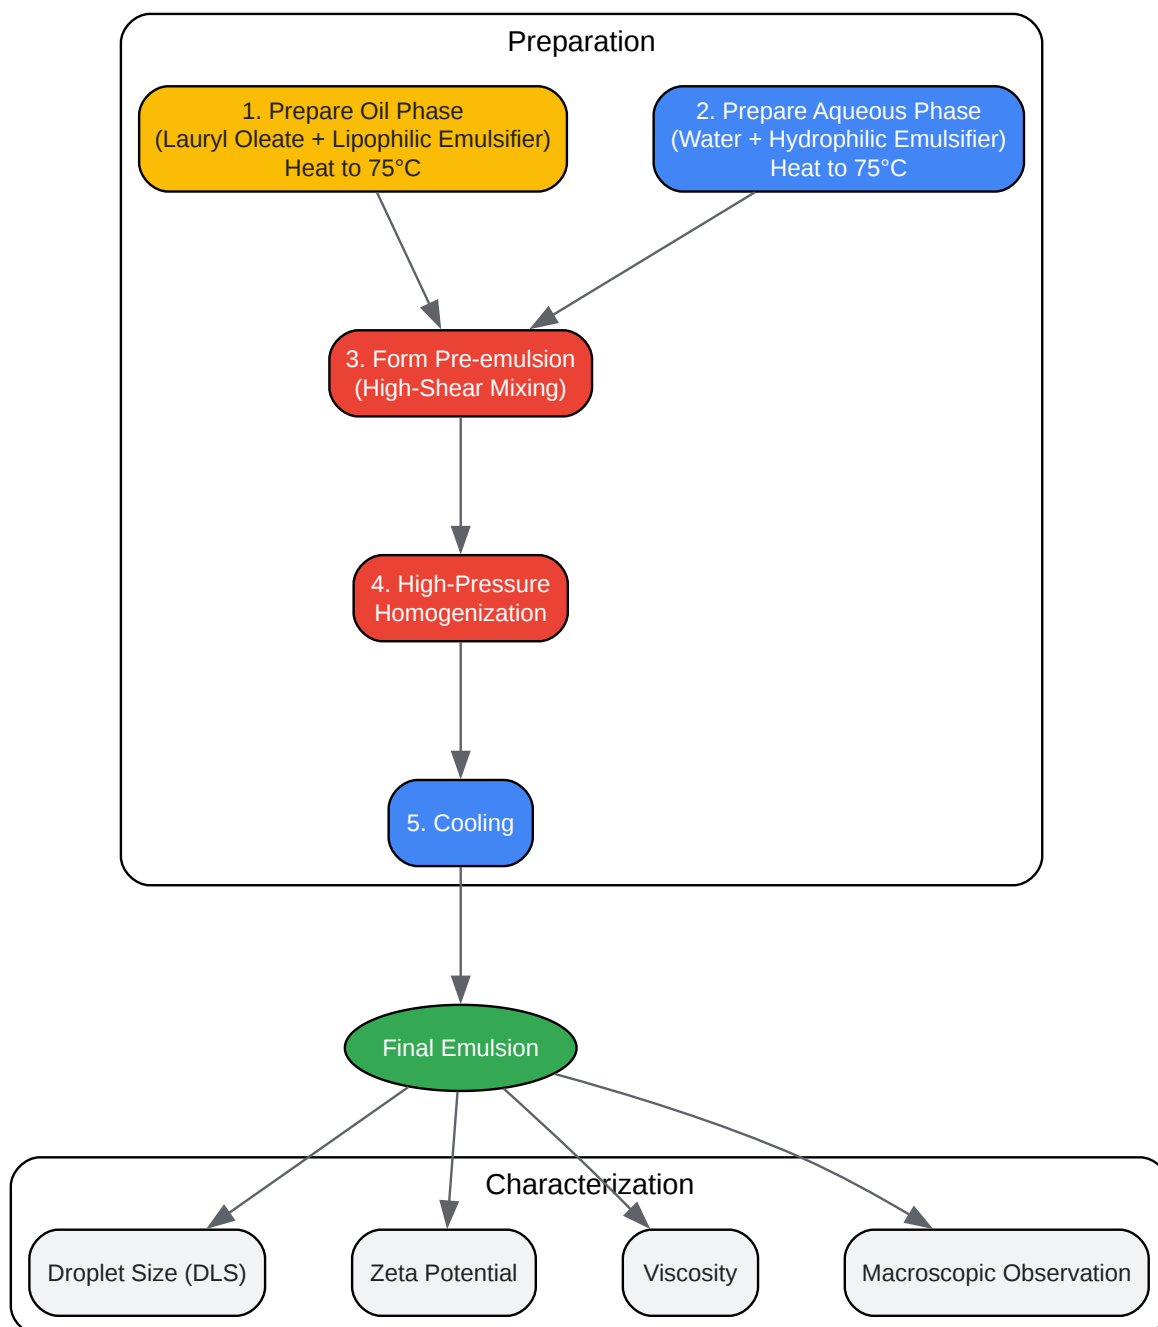 Preparation
1. Prepare Oil Phase
(Lauryl Oleate + Lipophilic Emulsifier)
Heat to 75°C
2. Prepare Aqueous Phase
(Water + Hydrophilic Emulsifier)
Heat to 75°C
3. Form Pre-emulsion
(High-Shear Mixing)
4. High-Pressure
Homogenization
5. Cooling
Final Emulsion
Characterization
Droplet Size (DLS)
Zeta Potential
Viscosity
Macroscopic Observation